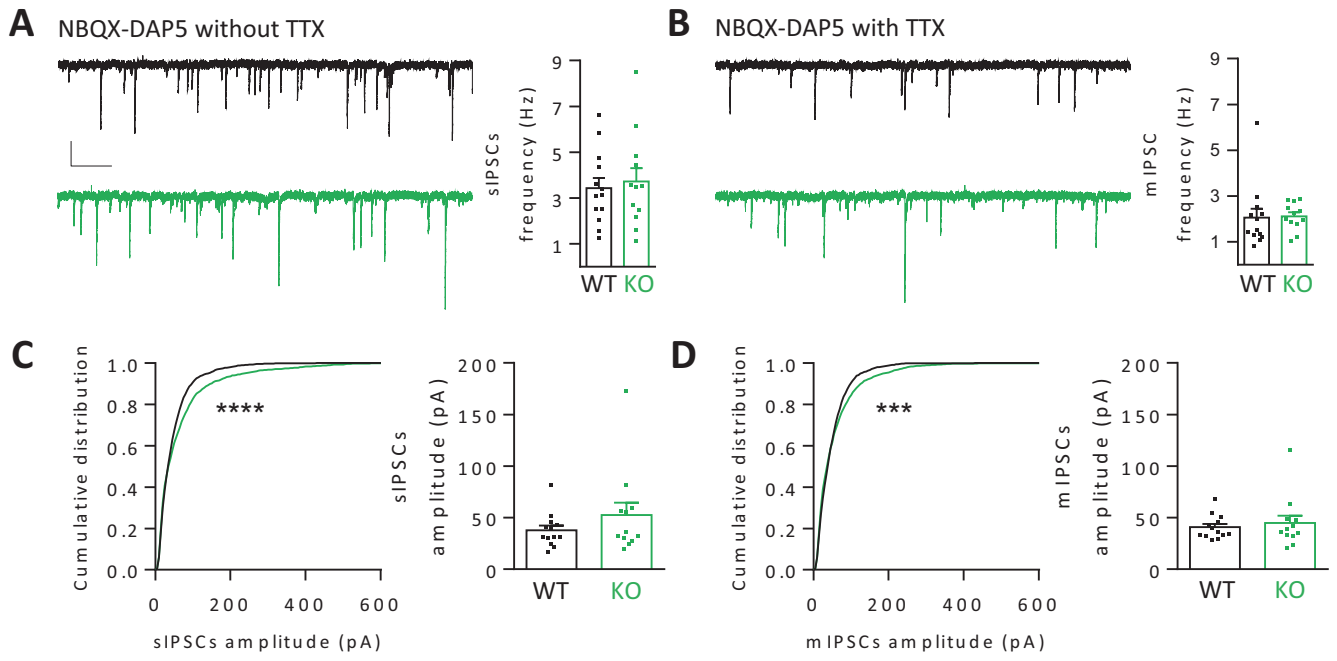 A
NBQX-DAP5 without TTX
sIPSCs
frequency (Hz)
9
7
5
3
1
WT KO
B
NBQX-DAP5 with TTX
mIPSC
frequency (Hz)
9
7
5
3
1
WT KO
C
Cumulative distribution
1.0
0.8
0.6
0.4
0.2
0.0
****
0 200 400 600
sIPSCs amplitude (pA)
sIPSCs
amplitude (pA)
200
150
100
50
0
WT KO
D
Cumulative distribution
1.0
0.8
0.6
0.4
0.2
0.0
***
0 200 400 600
mIPSCs amplitude (pA)
mIPSCs
amplitude (pA)
200
150
100
50
0
WT KO